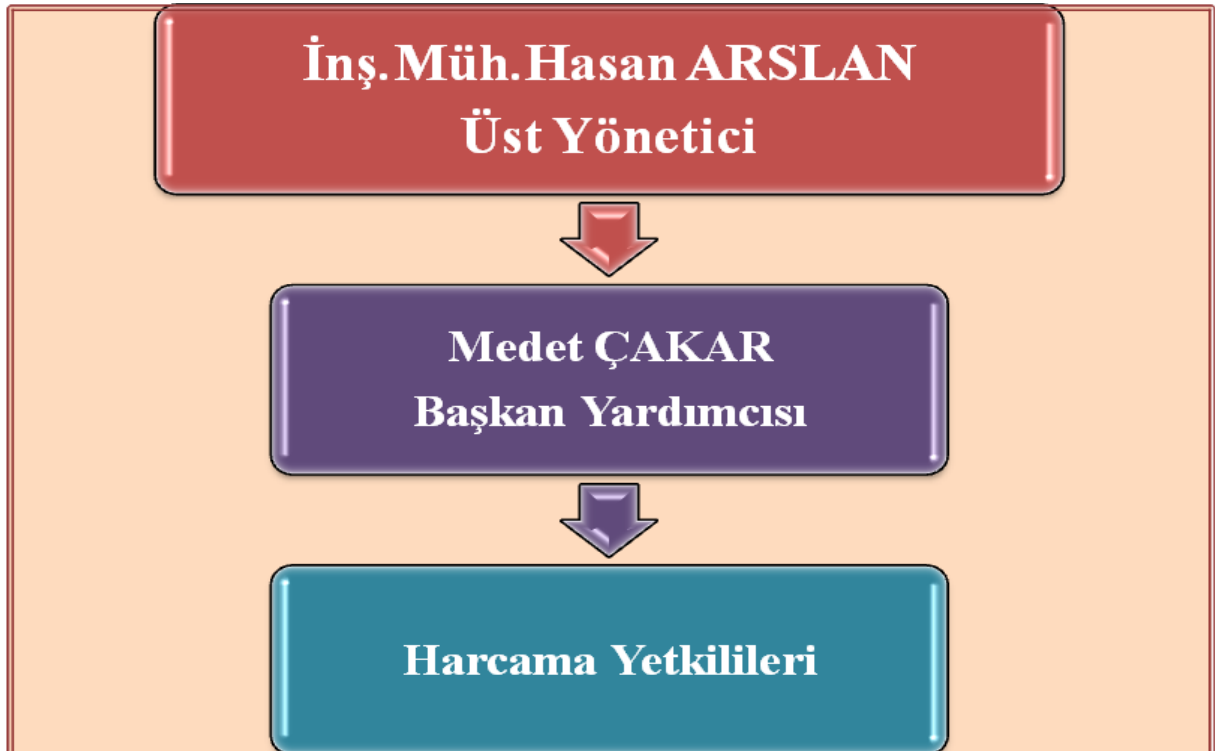 İnş.Müh.Hasan ARSLAN
Üst Yönetici
Medet ÇAKAR
Başkan Yardımcısı
Harcama Yetkilileri